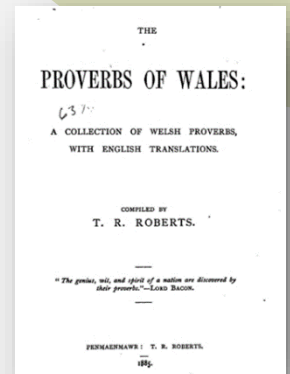 THE
PROVERBS OF WALES:
A COLLECTION OF WELSH PROVERBS,
WITH ENGLISH TRANSLATIONS.
COMPILED BY
T. R. ROBERTS.
"The genius, wit, and spirit of a nation are discovered by
their proverbs."—LORD BACON.
PENMAENMAWR: T. R. ROBERTS.
1885.